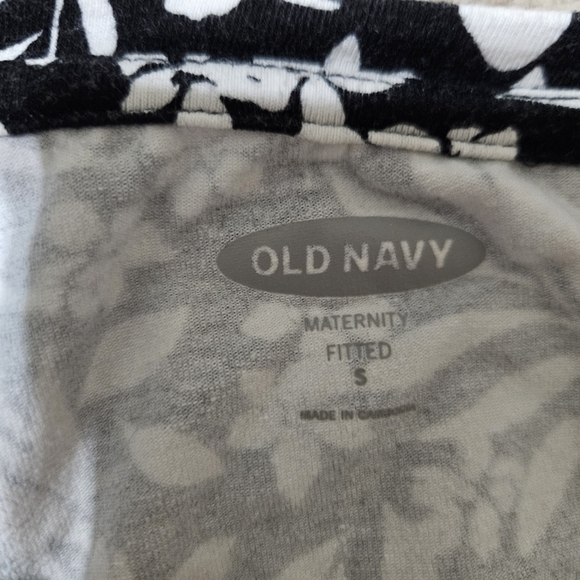 OLD NAVY
MATERNITY
FITTED
S
MADE IN